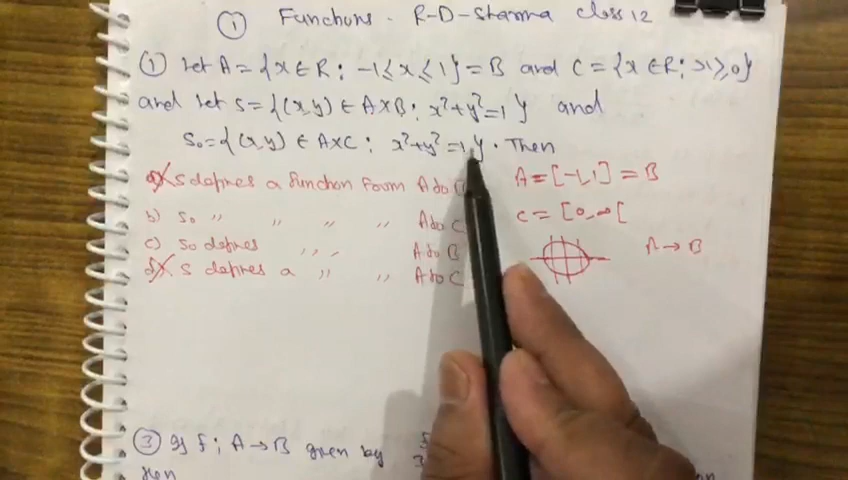 ① Functions - R-D-Sharma class 12
① Let A = {x ∈ R : -1 ≤ x ≤ 1} = B and C = {x ∈ R ; x ≥ 0}
and let S = {(x, y) ∈ A×B : x² + y² = 1 } and
S₀ = {(x, y) ∈ A×C : x² + y² = 1 }. Then
a) S defines a function form A to B
b) S₀ " " " A to C
c) S₀ defines " " A to B
d) S defines a " " A to C
A = [-1, 1] = B
C = [0, ∞[
A → B
③ If f ; A → B given by
then